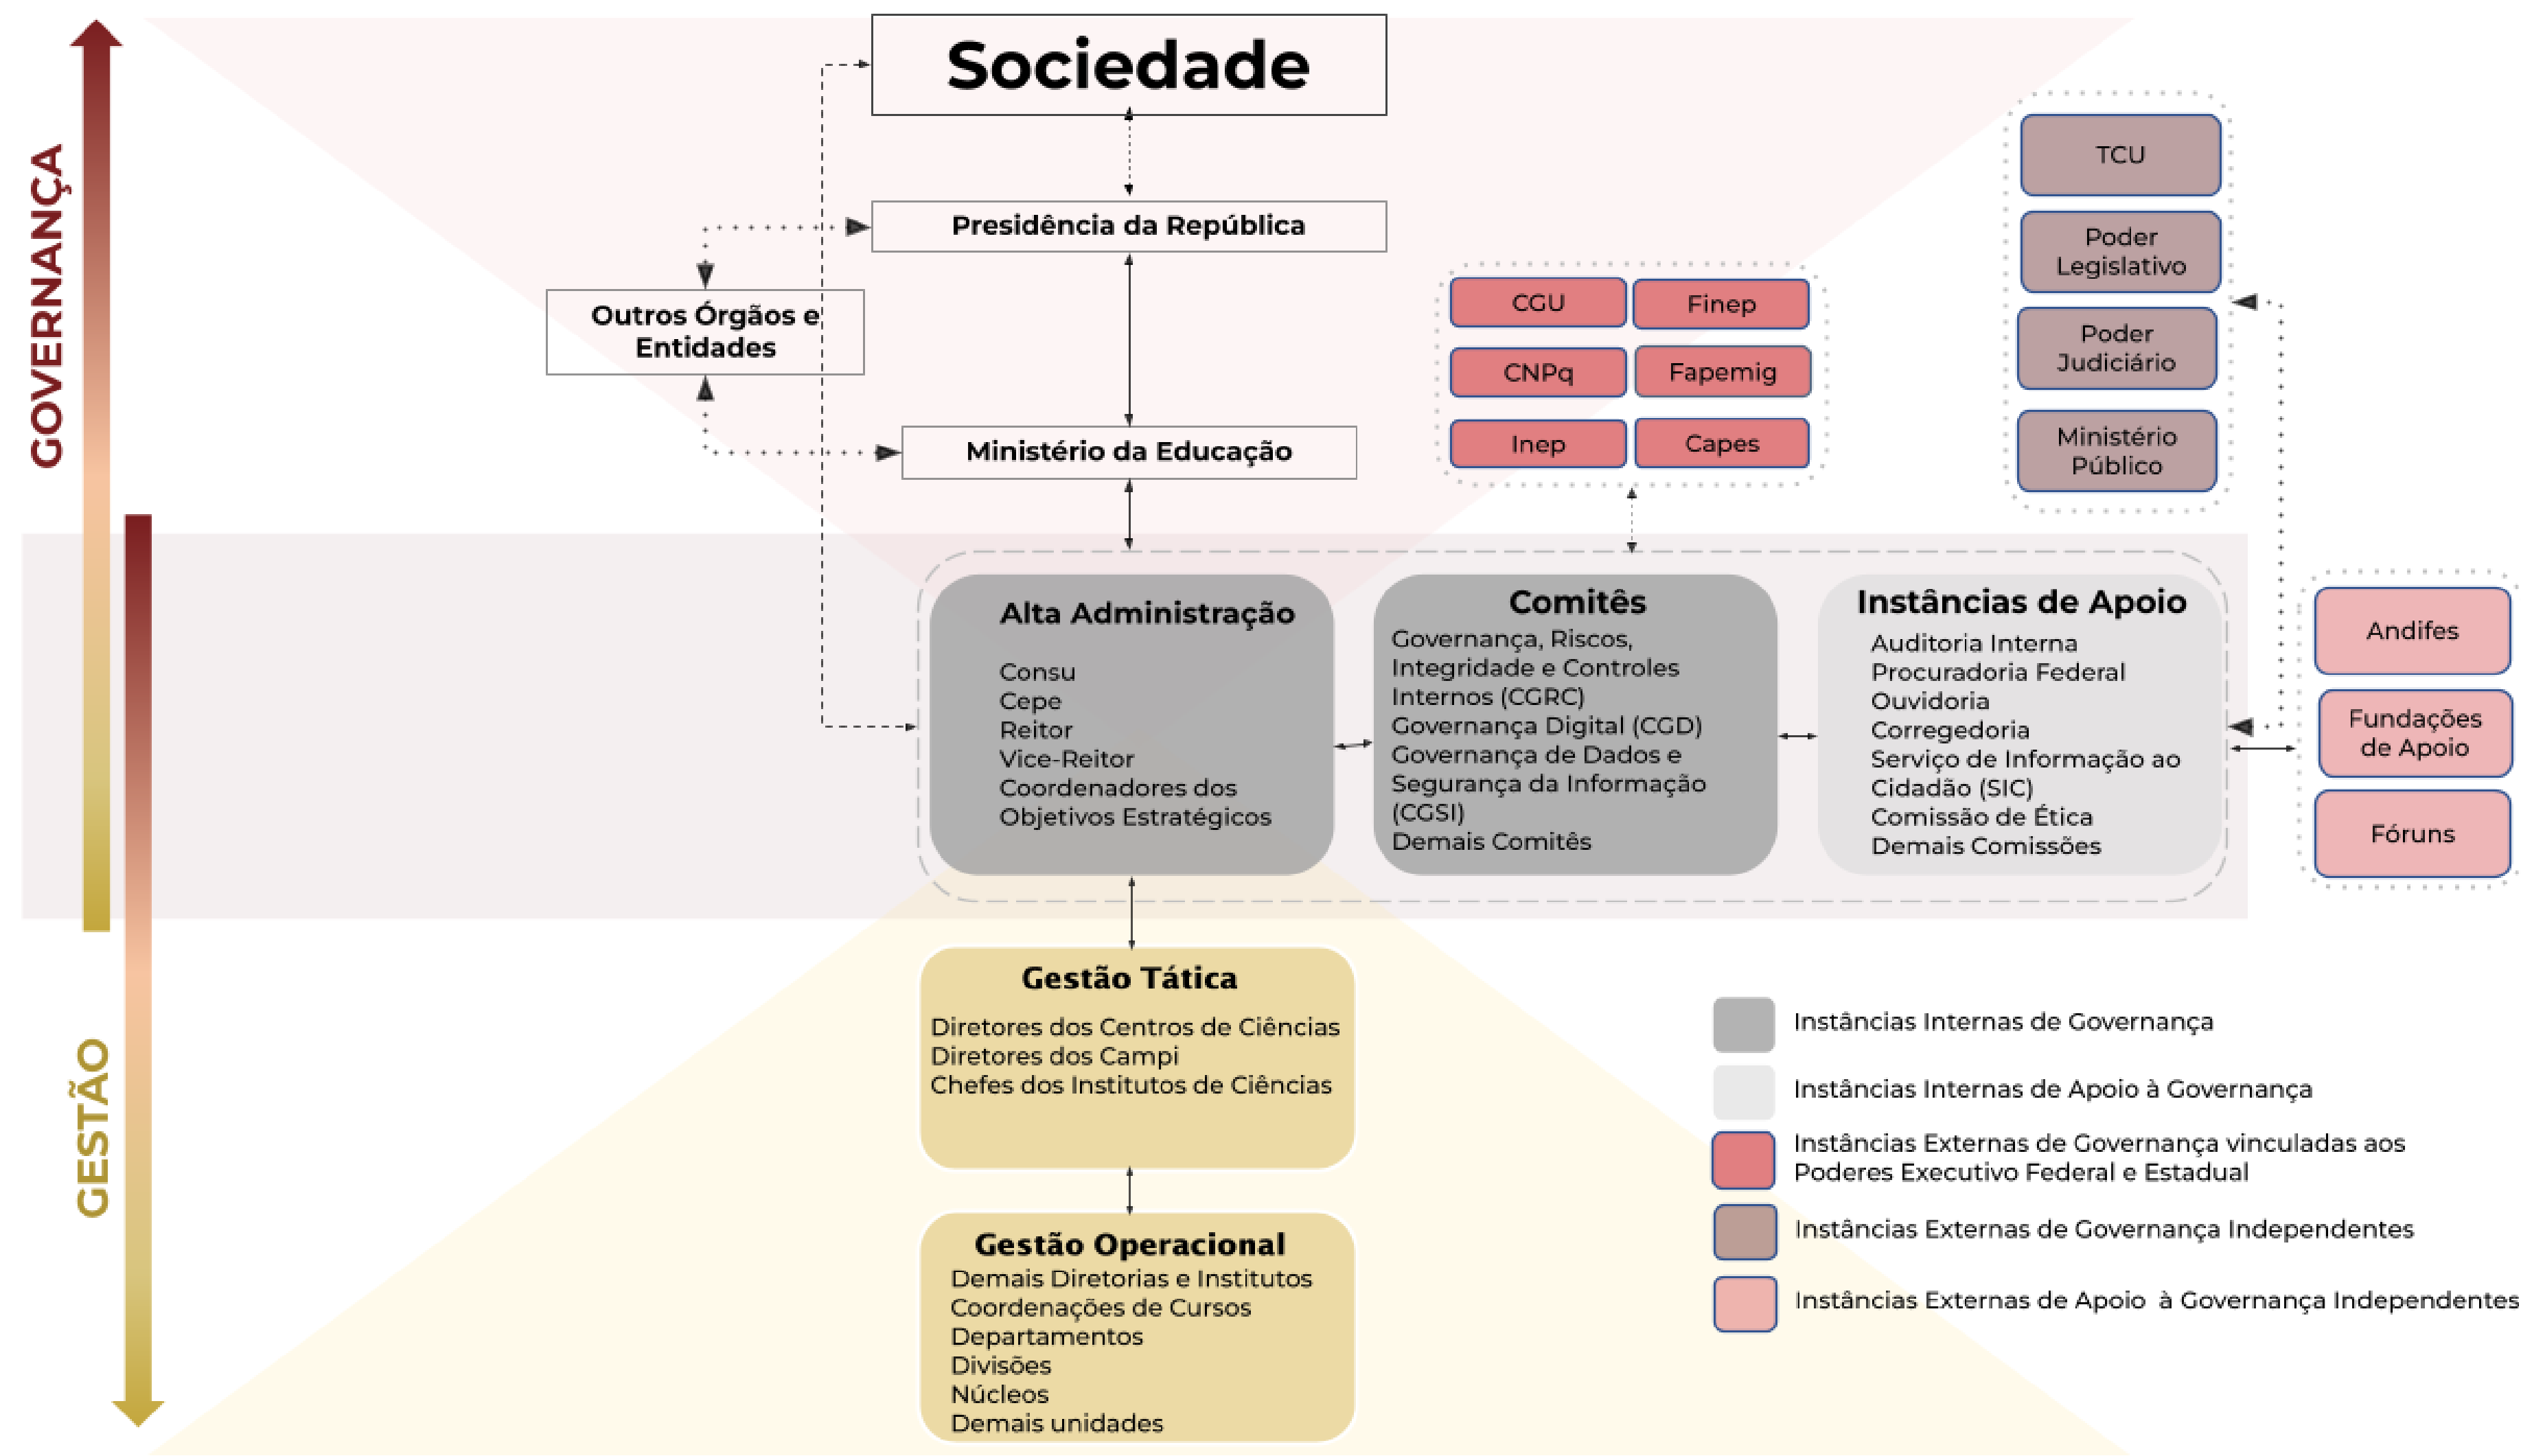 GOVERNANÇA
GESTÃO
Sociedade
Presidência da República
Outros Órgãos e
Entidades
Ministério da Educação
CGU
Finep
CNPq
Fapemig
Inep
Capes
TCU
Poder
Legislativo
Poder
Judiciário
Ministério
Público
Alta Administração
Consu
Cepe
Reitor
Vice-Reitor
Coordenadores dos
Objetivos Estratégicos
Comitês
Governança, Riscos,
Integridade e Controles
Internos (CGRC)
Governança Digital (CGD)
Governança de Dados e
Segurança da Informação
(CGSI)
Demais Comitês
Instâncias de Apoio
Auditoria Interna
Procuradoria Federal
Ouvidoria
Corregedoria
Serviço de Informação ao
Cidadão (SIC)
Comissão de Ética
Demais Comissões
Andifes
Fundações
de Apoio
Fóruns
Gestão Tática
Diretores dos Centros de Ciências
Diretores dos Campi
Chefes dos Institutos de Ciências
Gestão Operacional
Demais Diretorias e Institutos
Coordenações de Cursos
Departamentos
Divisões
Núcleos
Demais unidades
Instâncias Internas de Governança
Instâncias Internas de Apoio à Governança
Instâncias Externas de Governança vinculadas aos
Poderes Executivo Federal e Estadual
Instâncias Externas de Governança Independentes
Instâncias Externas de Apoio à Governança Independentes